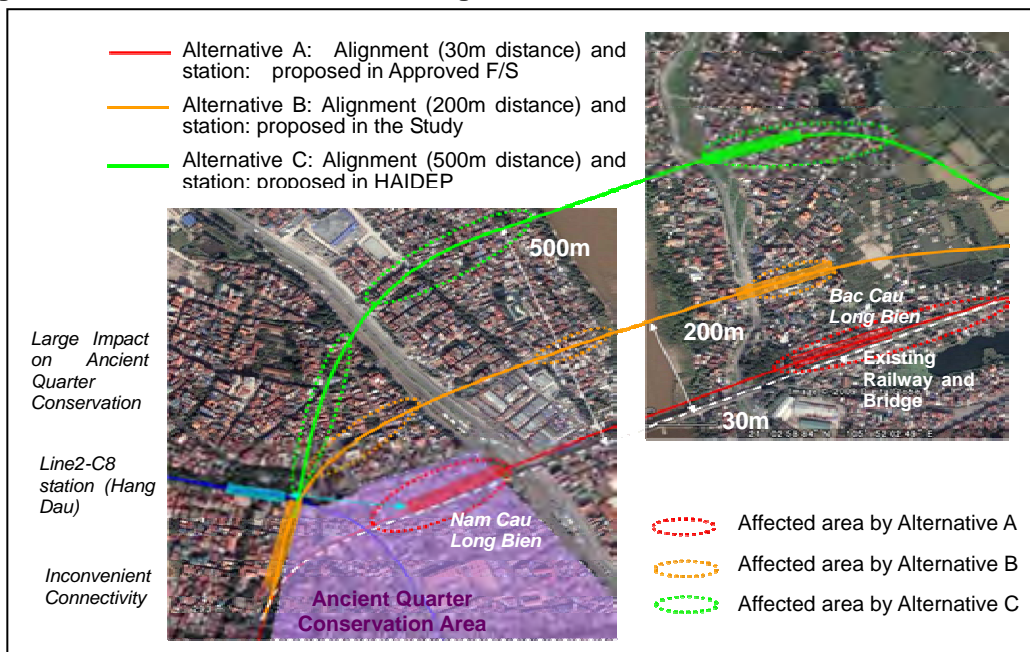 Alternative A: Alignment (30m distance) and
station: proposed in Approved F/S
Alternative B: Alignment (200m distance) and
station: proposed in the Study
Alternative C: Alignment (500m distance) and
station: proposed in HAIDEP
500m
200m
30m
Bac Cau
Long Bien
Existing
Railway and
Bridge
Large Impact
on Ancient
Quarter
Conservation
Line2-C8
station (Hang
Dau)
Inconvenient
Connectivity
Nam Cau
Long Bien
Ancient Quarter
Conservation Area
Affected area by Alternative A
Affected area by Alternative B
Affected area by Alternative C